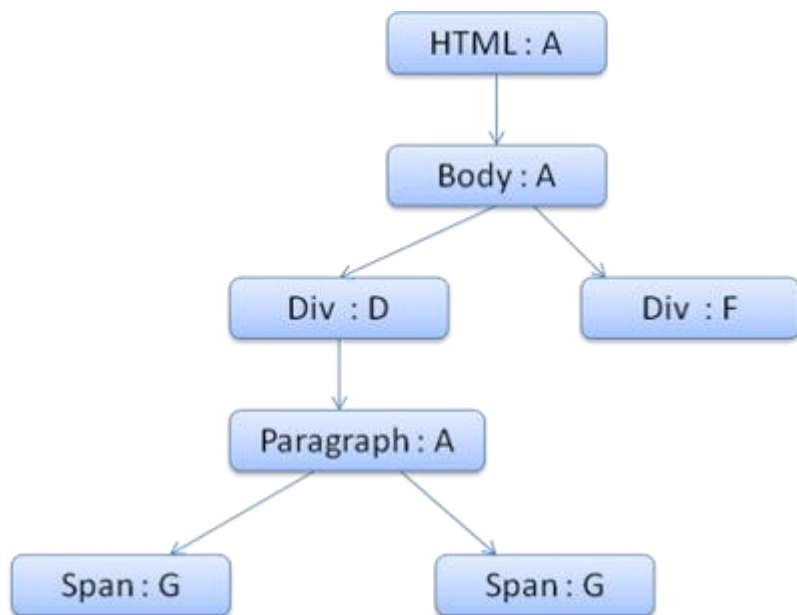 HTML : A
Body : A
Div : D
Div : F
Paragraph : A
Span : G
Span : G